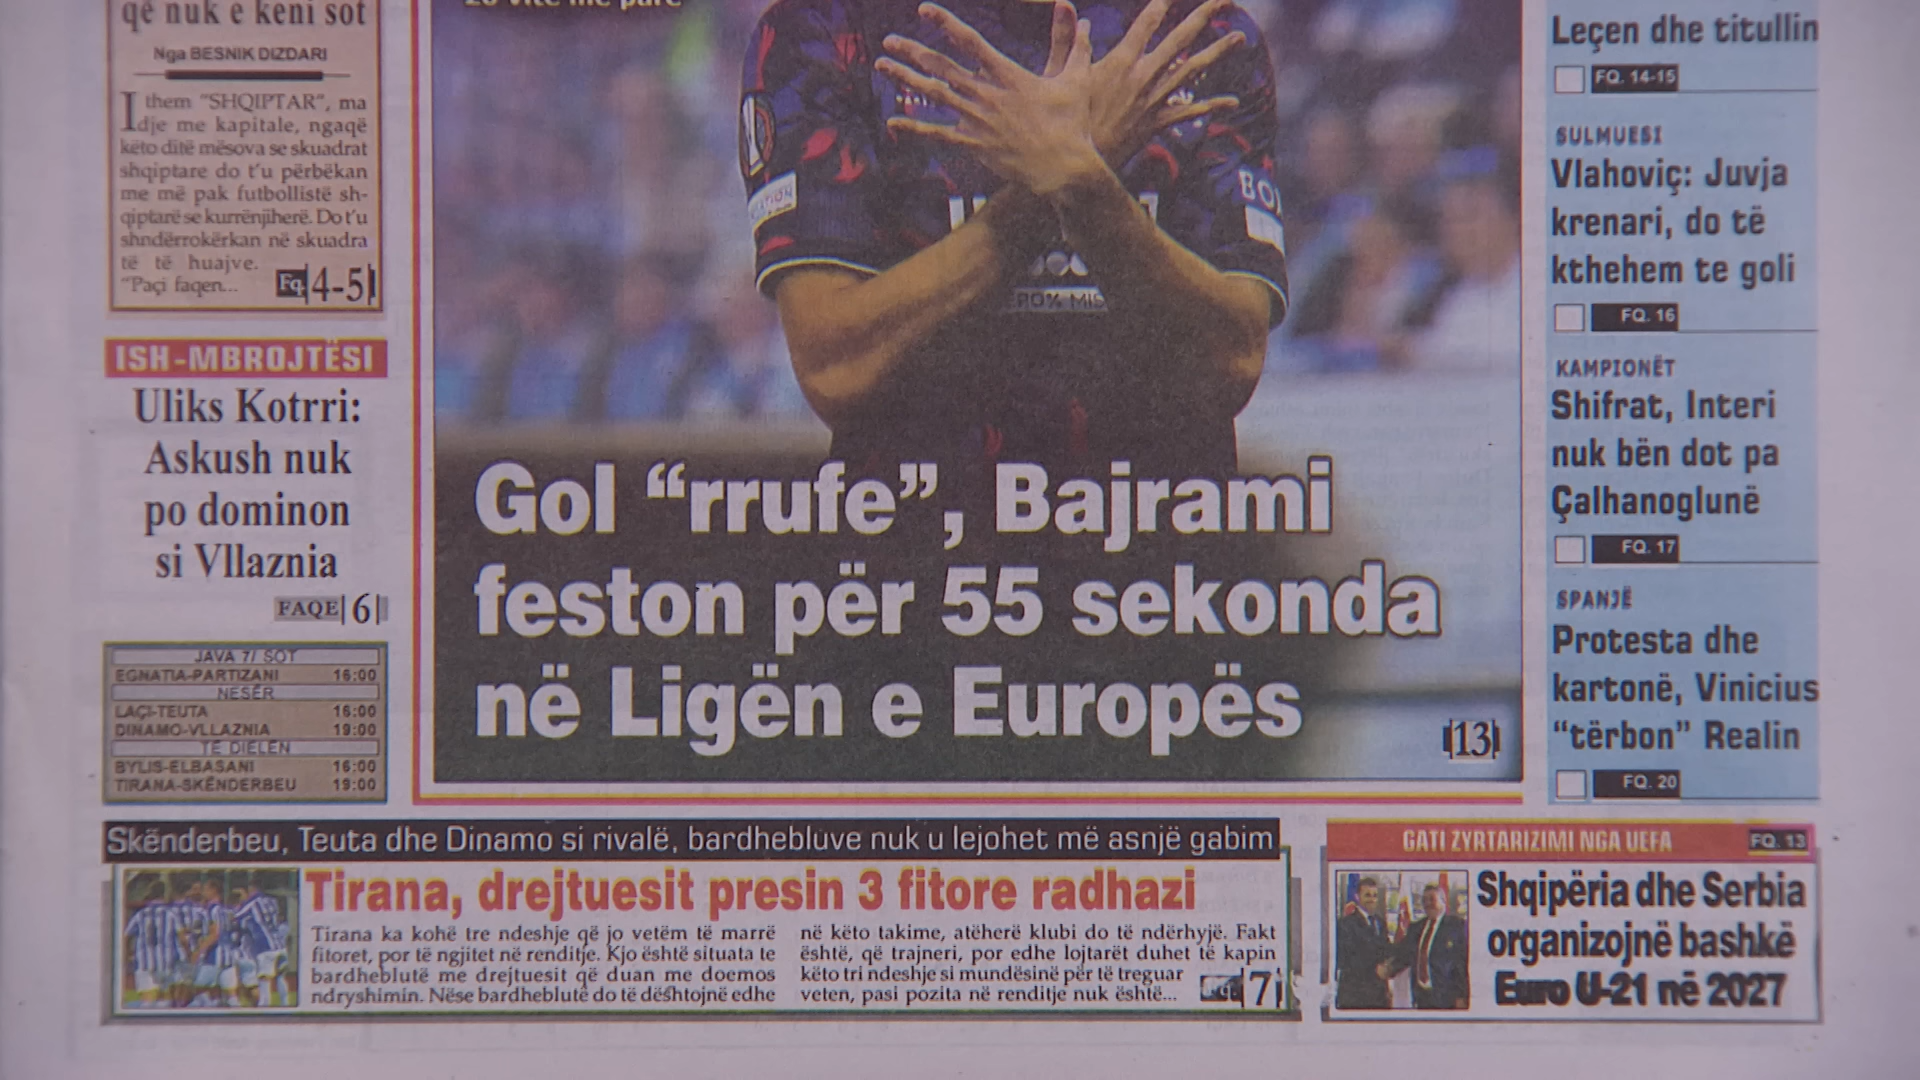 që nuk e keni sot
Nga BESNIK DIZDARI
I them "SHQIPTAR", ma
dje me kapitale, ngaqë
këto ditë mësova se skuadrat
shqiptare do t'u përbëkan
me më pak futbollistë sh-
qiptarë se kurrënjiherë. Do t'u
shndërrokërkan në skuadra
të të huajve.
"Paçi faqen...
Fq. 4-5
ISH-MBROJTËSI
Uliks Kotrri:
Askush nuk
po dominon
si Vllaznia
FAQE 6
JAVA 7/ SOT
EGNATIA-PARTIZANI 16:00
NESËR
LAÇI-TEUTA 16:00
DINAMO-VLLAZNIA 19:00
TË DIELËN
BYLIS-ELBASANI 16:00
TIRANA-SKËNDERBEU 19:00
Gol "rrufe", Bajrami
feston për 55 sekonda
në Ligën e Europës
13
Leçen dhe titullin
FQ. 14-15
SULMUESI
Vlahoviç: Juvja
krenari, do të
kthehem te goli
FQ. 16
KAMPIONËT
Shifrat, Interi
nuk bën dot pa
Çalhanoglunë
FQ. 17
SPANJË
Protesta dhe
kartonë, Vinicius
"tërbon" Realin
FQ. 20
Skënderbeu, Teuta dhe Dinamo si rivalë, bardhebluve nuk u lejohet më asnjë gabim
Tirana, drejtuesit presin 3 fitore radhazi
Tirana ka kohë tre ndeshje që jo vetëm të marrë
fitoret, por të ngjitet në renditje. Kjo është situata te
bardheblutë me drejtuesit që duan me doemos
ndryshimin. Nëse bardheblutë do të dështojnë edhe
në këto takime, atëherë klubi do të ndërhyjë. Fakt
është, që trajneri, por edhe lojtarët duhet të kapin
këto tri ndeshje si mundësinë për të treguar
veten, pasi pozita në renditje nuk është...
7
GATI ZYRTARIZIMI NGA UEFA FQ. 13
Shqipëria dhe Serbia
organizojnë bashkë
Euro U-21 në 2027